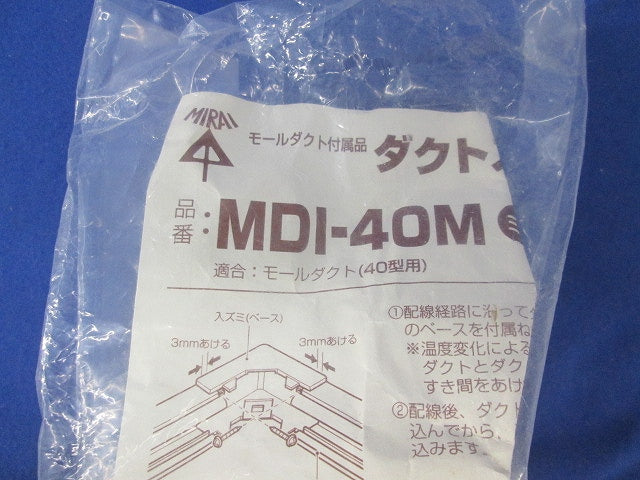 MIRAI
モールダクト付属品 ダクト
品番: MDI-40M
適合:モールダクト(40型用)
入ズミ(ベース)
3mmあける
3mmあける
①配線経路に沿って
のベースを付属ね
※温度変化による
ダクトとダク
すき間をあけ
②配線後、ダクト
込んでから、
込みます